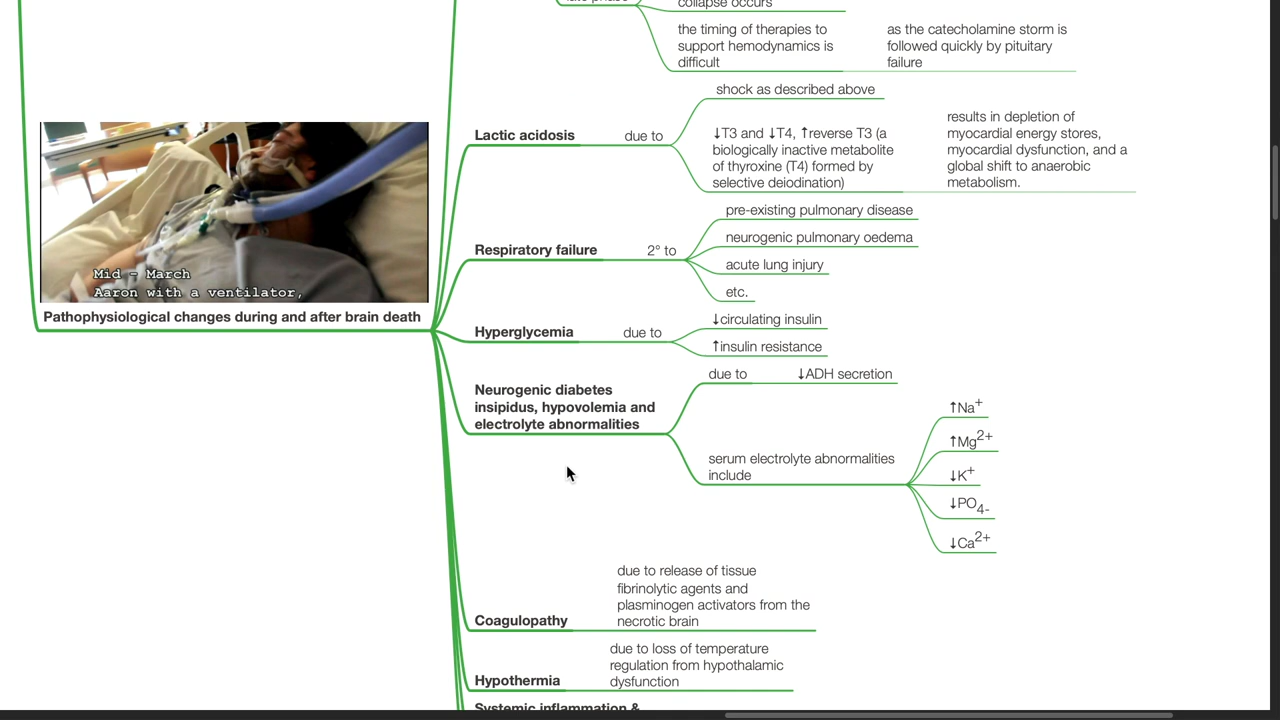 late phase
collapse occurs
the timing of therapies to
support hemodynamics is
difficult
as the catecholamine storm is
followed quickly by pituitary
failure
Lactic acidosis
due to
shock as described above
↓T3 and ↓T4, ↑reverse T3 (a
biologically inactive metabolite
of thyroxine (T4) formed by
selective deiodination)
results in depletion of
myocardial energy stores,
myocardial dysfunction, and a
global shift to anaerobic
metabolism.
Respiratory failure
2° to
pre-existing pulmonary disease
neurogenic pulmonary oedema
acute lung injury
etc.
Mid - March
Aaron with a ventilator,
Pathophysiological changes during and after brain death
Hyperglycemia
due to
↓circulating insulin
↑insulin resistance
Neurogenic diabetes
insipidus, hypovolemia and
electrolyte abnormalities
due to
↓ADH secretion
serum electrolyte abnormalities
include
↑Na+
↑Mg2+
↓K+
↓PO4-
↓Ca2+
Coagulopathy
due to release of tissue
fibrinolytic agents and
plasminogen activators from the
necrotic brain
Hypothermia
due to loss of temperature
regulation from hypothalamic
dysfunction
Systemic inflammation &